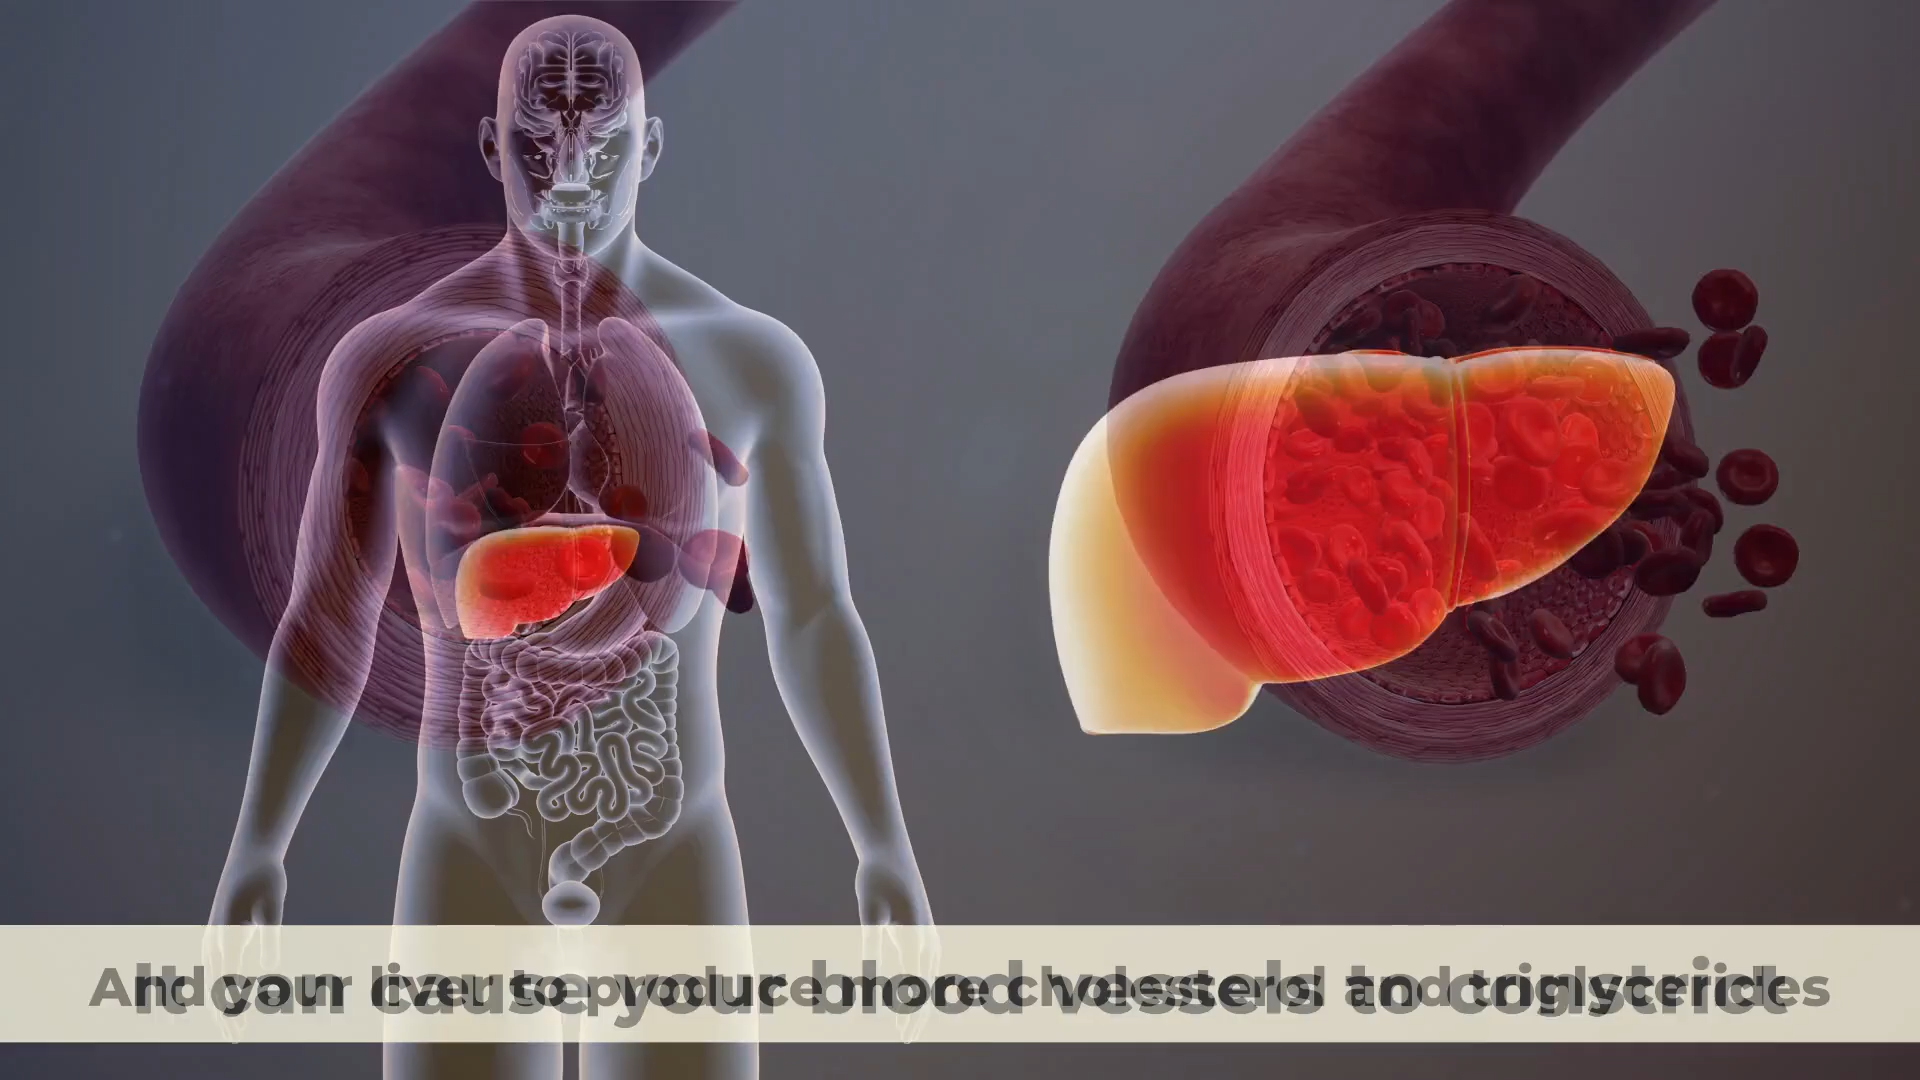 It can cause your blood vessels to constrict
And your liver to produce more cholesterol and triglycerides